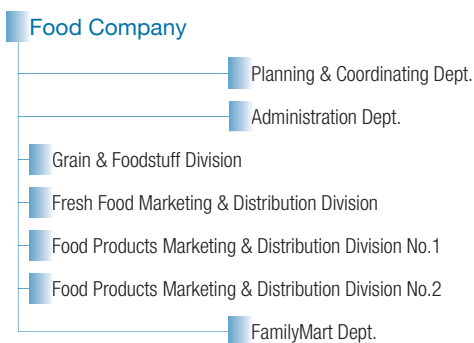 Food Company
Planning & Coordinating Dept.
Administration Dept.
Grain & Foodstuff Division
Fresh Food Marketing & Distribution Division
Food Products Marketing & Distribution Division No.1
Food Products Marketing & Distribution Division No.2
FamilyMart Dept.